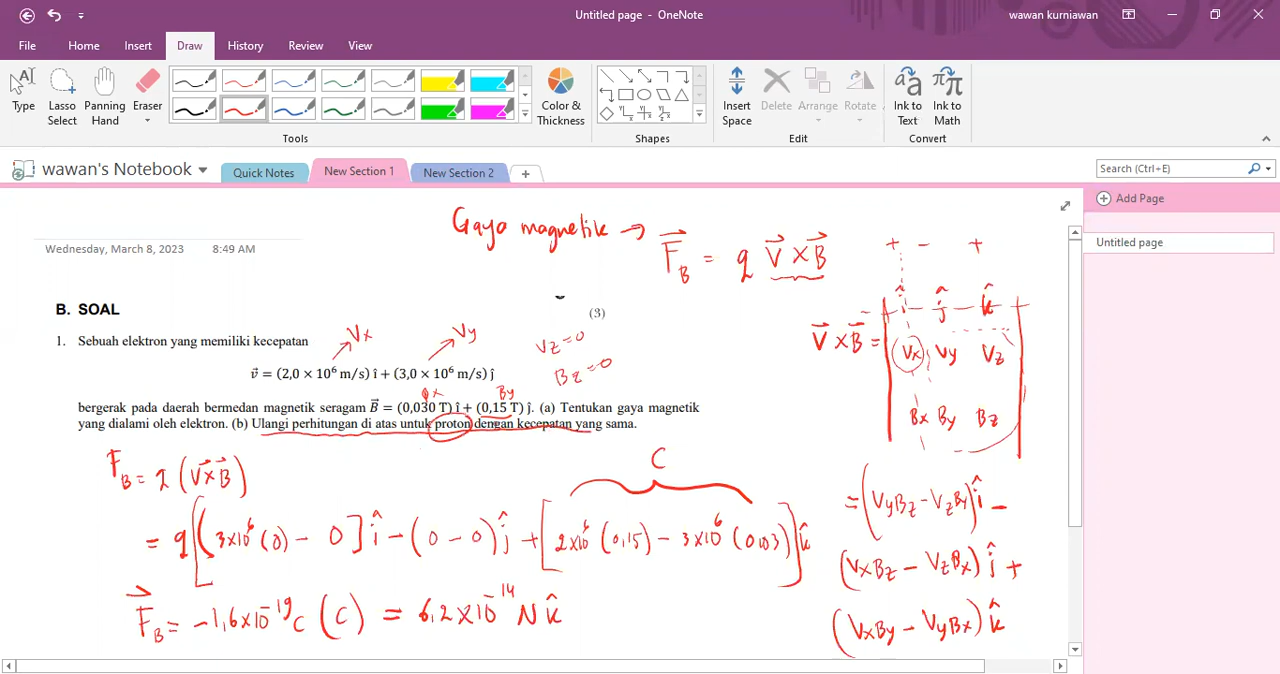 Untitled page - OneNote
wawan kurniawan
File Home Insert Draw History Review View
Type
Lasso Select
Panning Hand
Eraser
Color & Thickness
Insert Space
Delete
Arrange
Rotate
Ink to Text
Ink to Math
Tools
Shapes
Edit
Convert
wawan's Notebook
Quick Notes
New Section 1
New Section 2
Search (Ctrl+E)
Add Page
Untitled page
Wednesday, March 8, 2023 8:49 AM
Gaya magnetik → F⃗_B = q V⃗ × B⃗
+ - +
V⃗ × B⃗ = | î ĵ k̂ |
Vx Vy Vz
Bx By Bz
B. SOAL
(3)
1. Sebuah elektron yang memiliki kecepatan
Vx Vy
Vz = 0
Bz = 0
v⃗ = (2,0 × 10⁶ m/s) î + (3,0 × 10⁶ m/s) ĵ
Bx By
bergerak pada daerah bermedan magnetik seragam B⃗ = (0,030 T) î + (0,15 T) ĵ. (a) Tentukan gaya magnetik
yang dialami oleh elektron. (b) Ulangi perhitungan di atas untuk proton dengan kecepatan yang sama.
F_B = q (V⃗×B⃗)
C
= q [(3×10⁶ (0) - 0] î - (0 - 0) ĵ + [2×10⁶ (0,15) - 3×10⁶ (0,03)] k̂
F⃗_B = -1,6×10⁻¹⁹ C (C) = 6,2×10⁻¹⁴ N k̂
= (VyBz - VzBy) î -
(VxBz - VzBx) ĵ +
(VxBy - VyBx) k̂